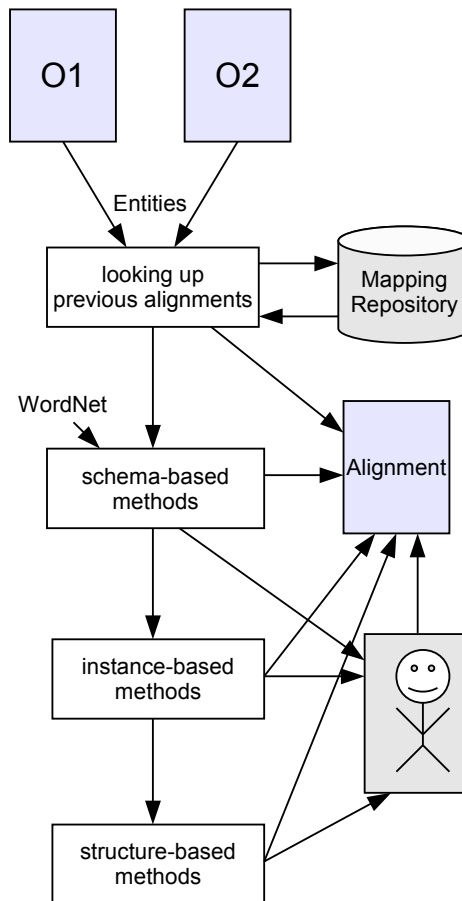 O1
O2
Entities
looking up
previous alignments
Mapping
Repository
WordNet
Alignment
schema-based
methods
instance-based
methods
structure-based
methods